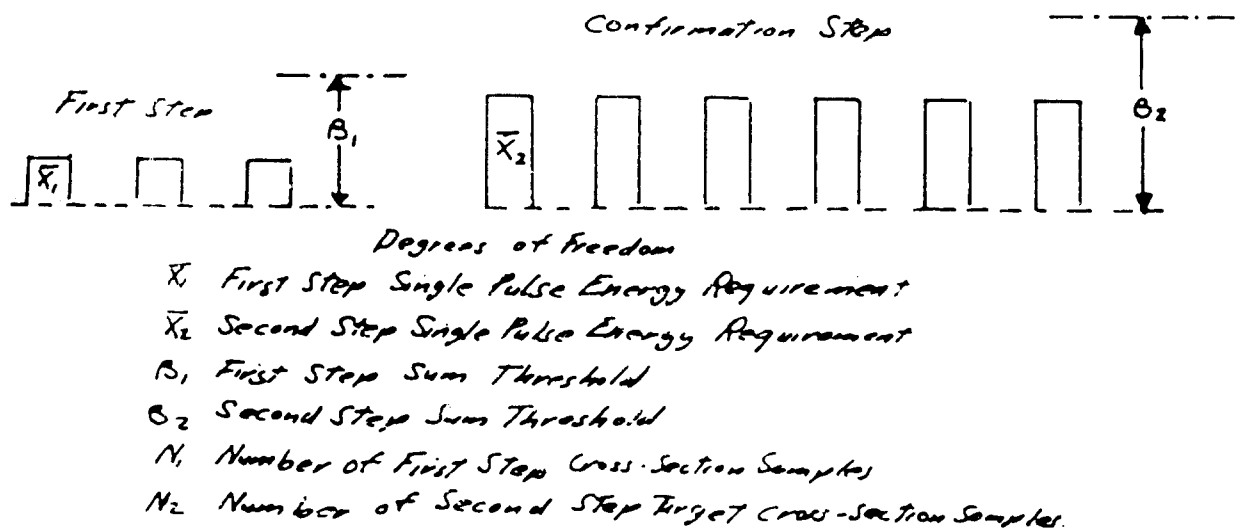 Confirmation Step
First Step
B₁
B₂
X̄₁
X̄₂
Degrees of Freedom
X̄₁ First Step Single Pulse Energy Requirement
X̄₂ Second Step Single Pulse Energy Requirement
B₁ First Step Sum Threshold
B₂ Second Step Sum Threshold
N₁ Number of First Step Cross-Section Samples
N₂ Number of Second Step Target Cross-Section Samples.